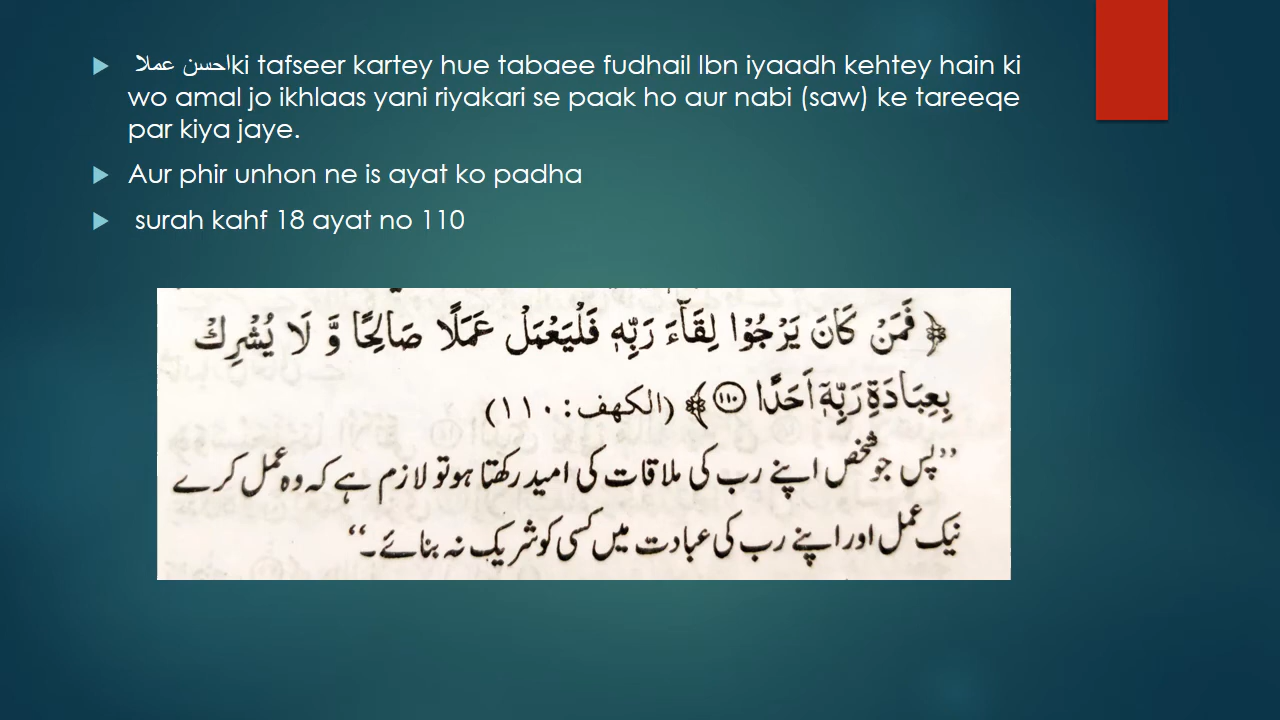 احسن عملا ki tafseer kartey hue tabaee fudhail Ibn iyaadh kehtey hain ki
wo amal jo ikhlaas yani riyakari se paak ho aur nabi (saw) ke tareeqe
par kiya jaye.
Aur phir unhon ne is ayat ko padha
surah kahf 18 ayat no 110
﴿فَمَنْ كَانَ يَرْجُوْا لِقَآءَ رَبِّهٖ فَلْيَعْمَلْ عَمَلًا صَالِحًا وَّ لَا يُشْرِكْ
بِعِبَادَةِ رَبِّهٖۤ اَحَدًا ۝۱۱۰﴾ (الکهف: ۱۱۰)
’’پس جو شخص اپنے رب کی ملاقات کی امید رکھتا ہو تو لازم ہے کہ وہ عمل کرے
نیک عمل اور اپنے رب کی عبادت میں کسی کو شریک نہ بنائے۔‘‘